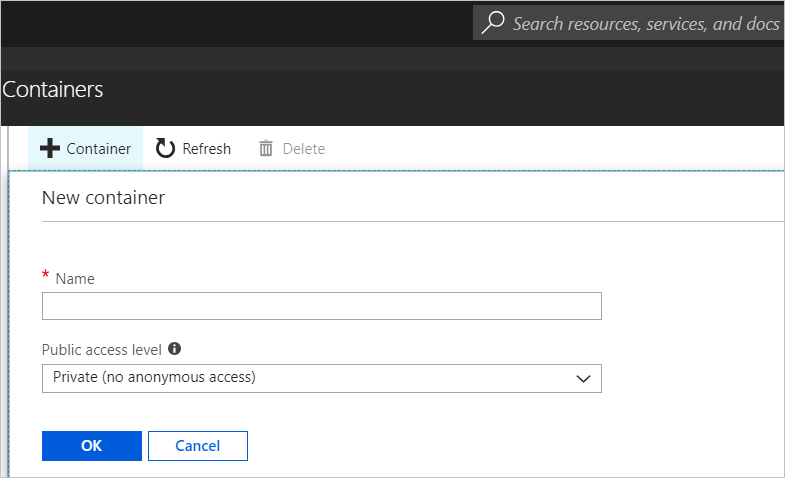 Search resources, services, and docs
Containers
Container Refresh Delete
New container
* Name
Public access level
Private (no anonymous access)
OK Cancel